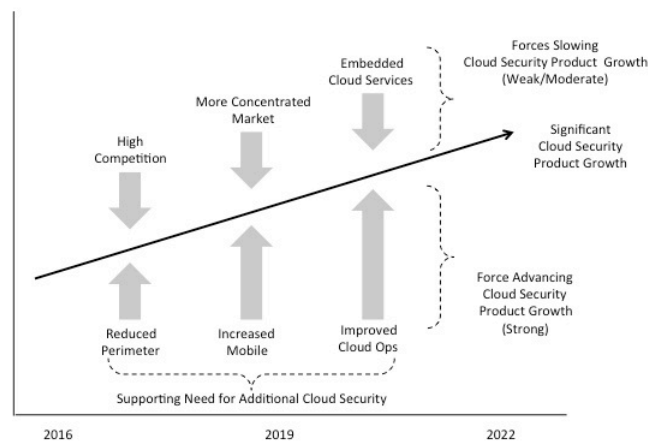 Forces Slowing
Cloud Security Product Growth
(Weak/Moderate)
Embedded
Cloud Services
More Concentrated
Market
High
Competition
Significant
Cloud Security
Product Growth
Force Advancing
Cloud Security
Product Growth
(Strong)
Reduced
Perimeter
Increased
Mobile
Improved
Cloud Ops
Supporting Need for Additional Cloud Security
2016
2019
2022